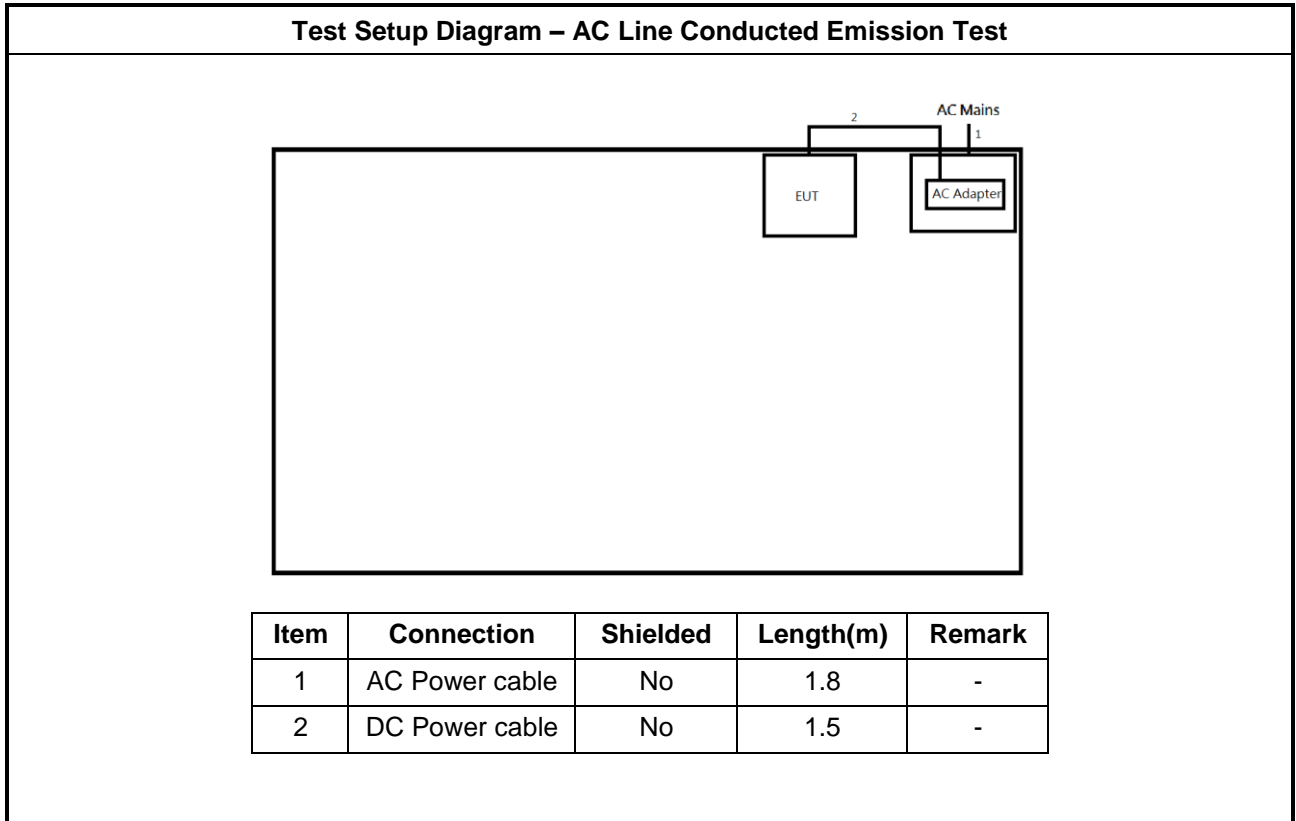 Test Setup Diagram – AC Line Conducted Emission Test
AC Mains
2
1
EUT
AC Adapter
Item Connection Shielded Length(m) Remark
1 AC Power cable No 1.8 -
2 DC Power cable No 1.5 -